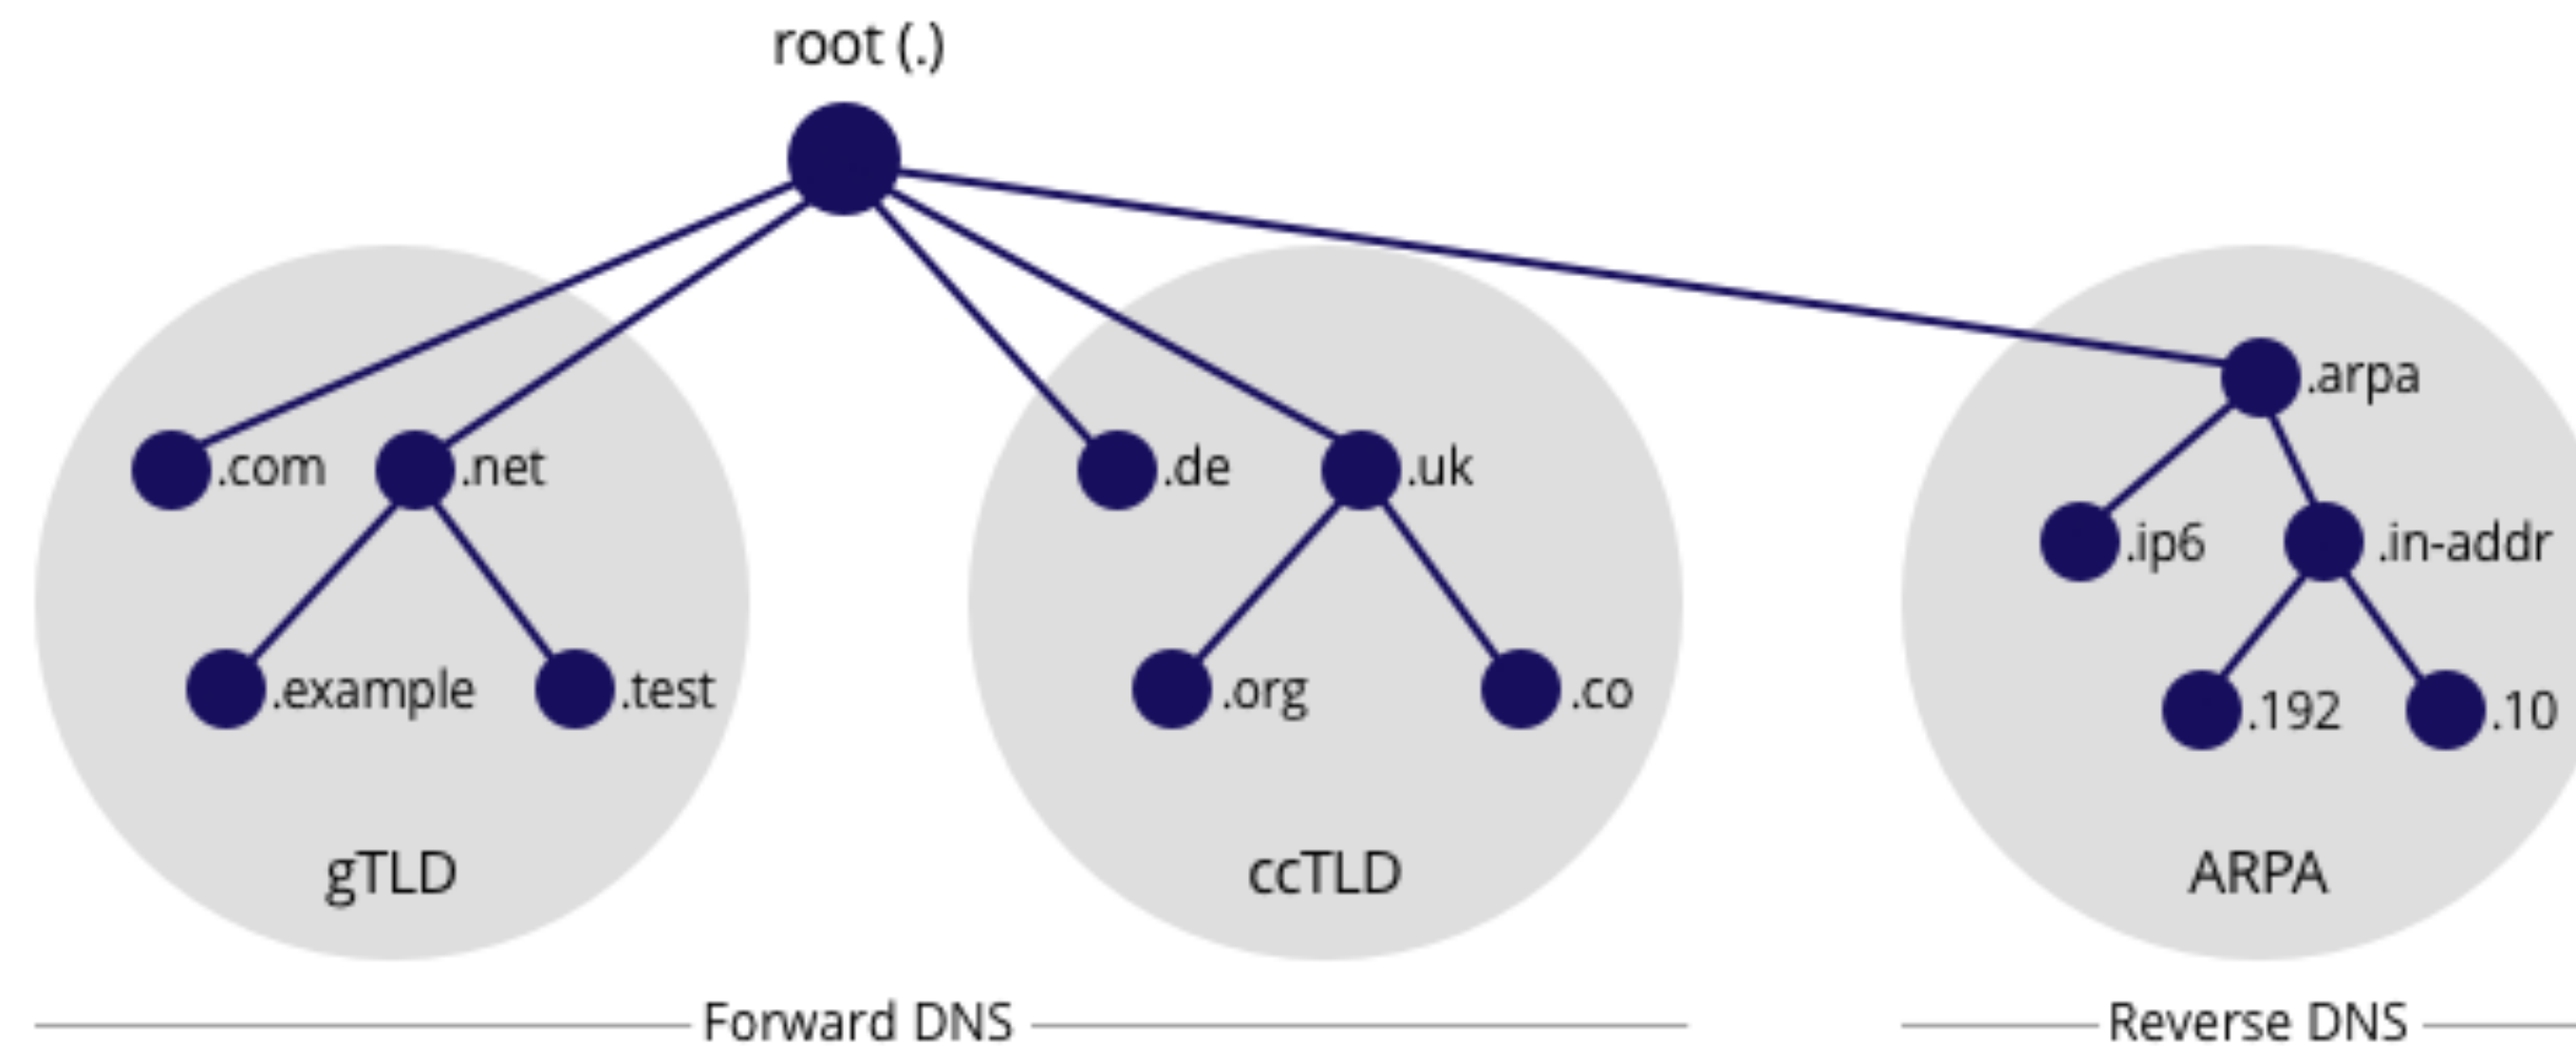 root (.)
.arpa
.com
.net
.de
.uk
.ip6
.in-addr
.example
.test
.org
.co
.192
.10
gTLD
ccTLD
ARPA
Forward DNS
Reverse DNS